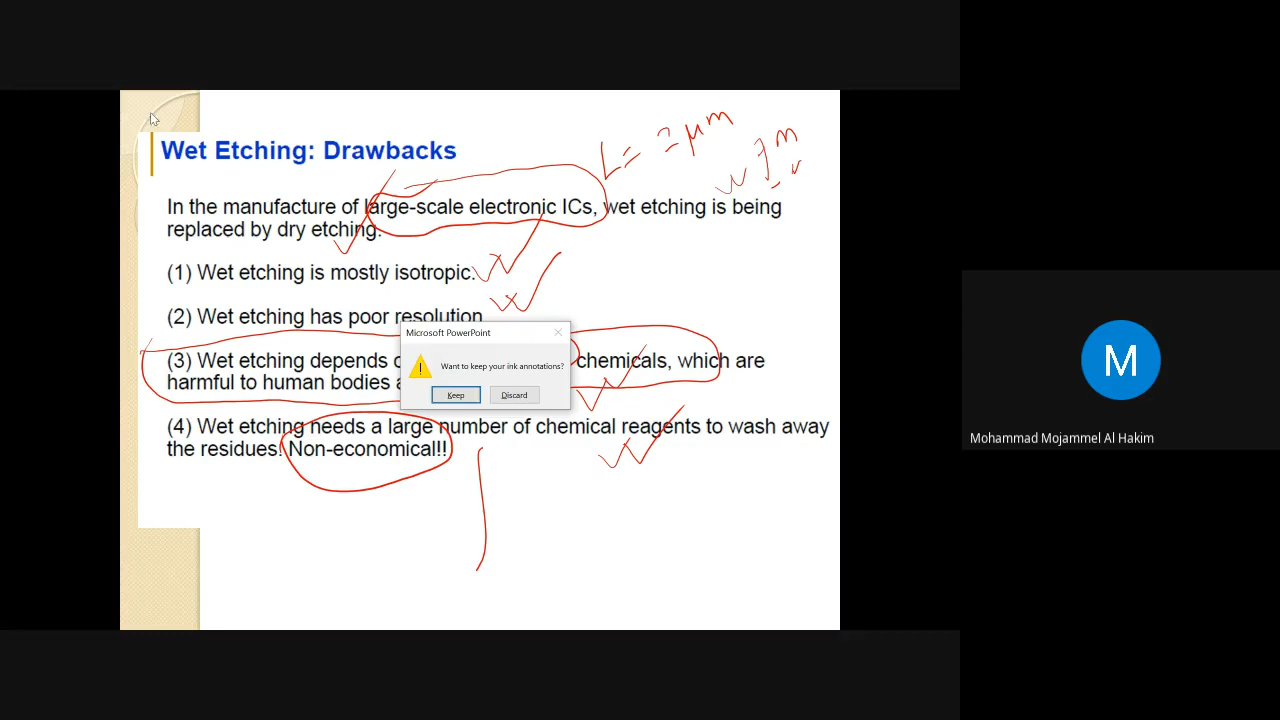 Wet Etching: Drawbacks
L = 2 μm
In the manufacture of large-scale electronic ICs, wet etching is being
replaced by dry etching.
(1) Wet etching is mostly isotropic.
(2) Wet etching has poor resolution
Microsoft PowerPoint
(3) Wet etching depends chemicals, which are
Want to keep your ink annotations?
harmful to human bodies
Keep Discard
(4) Wet etching needs a large number of chemical reagents to wash away
the residues! Non-economical!!
M
Mohammad Mojammel Al Hakim